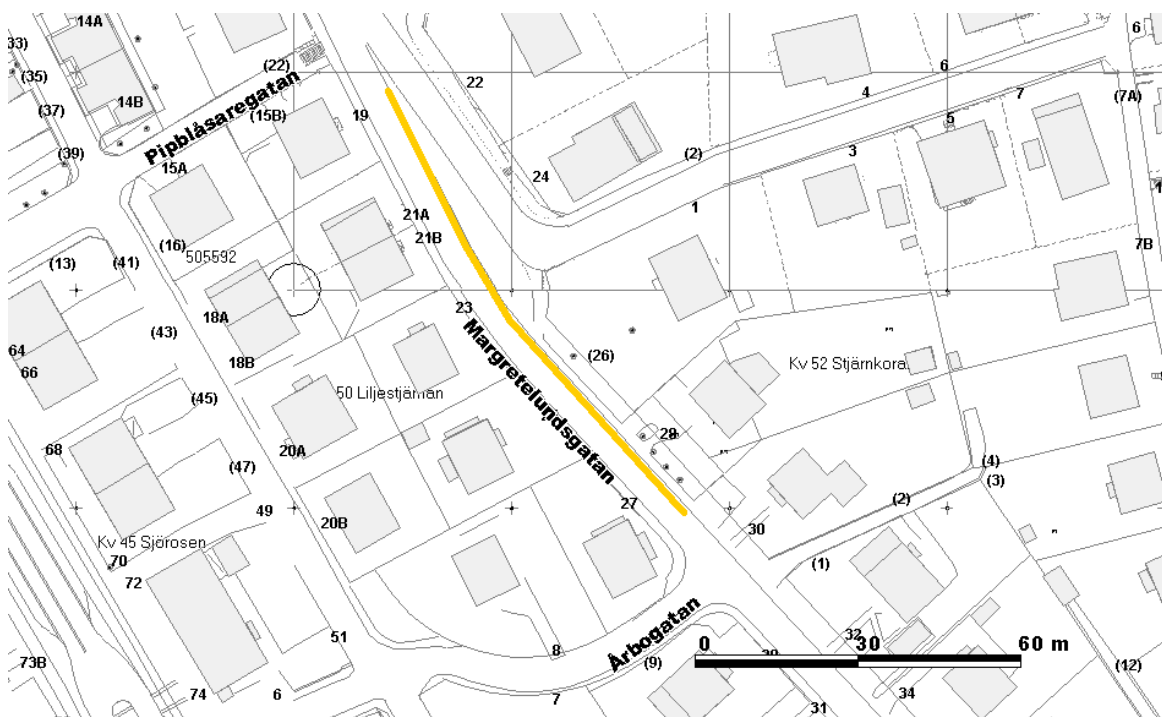 14A
33)
(35)
(37)
14B
(39)
(22)
Pipblåsaregatan
(15B)
19
22
24
15A
(16)
505592
(13)
(41)
21A
21B
23
18A
(43)
64
66
18B
(45)
50 Liljestjärnan
Margretelundsgatan
(26)
28
68
(47)
20A
20B
49
27
Kv 45 Sjörosen
70
72
51
73B
74
6
8
7
Årbogatan
(9)
6
6
4
7
(7A)
5
3
(2)
1
1
7B
Kv 52 Stjärnkora.
(4)
(3)
(2)
30
(1)
32
34
31
(12)
0 30 60 m